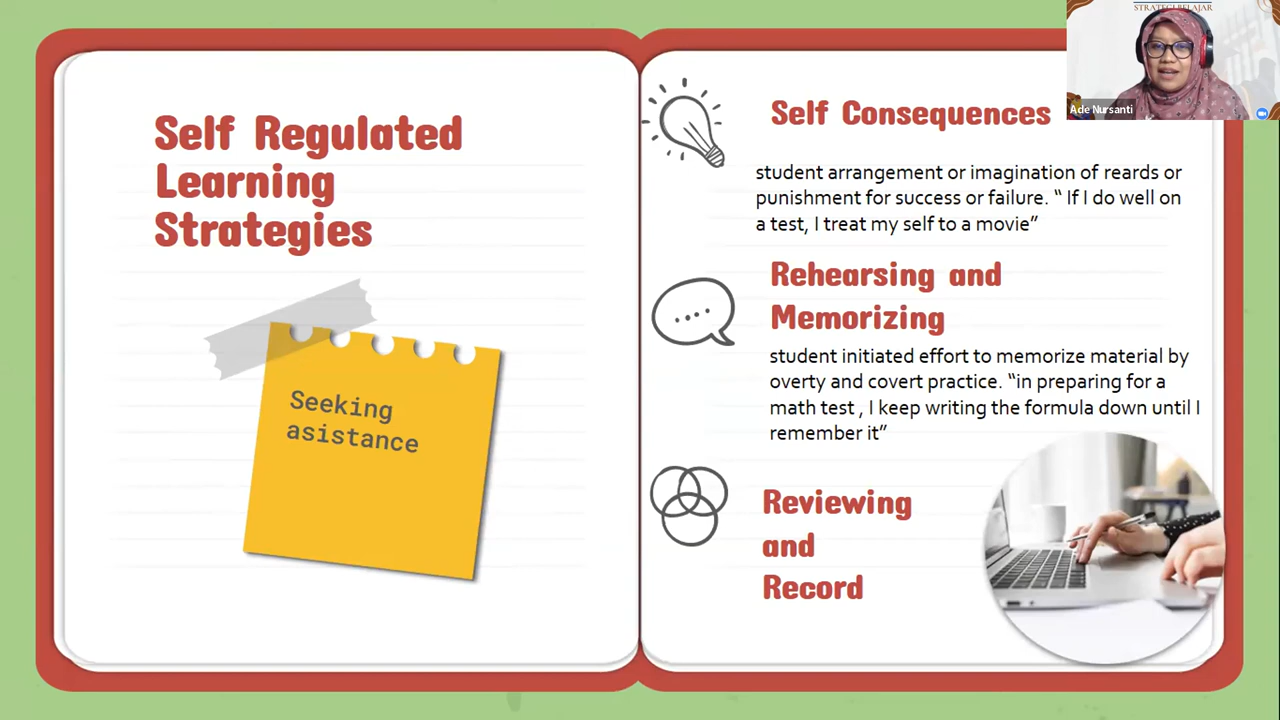 Self Regulated
Learning
Strategies
Seeking
asistance
STRATEGI BELAJAR
Ade Nursanti
Self Consequences
student arrangement or imagination of reards or
punishment for success or failure. “ If I do well on
a test, I treat my self to a movie”
Rehearsing and
Memorizing
student initiated effort to memorize material by
overty and covert practice. “in preparing for a
math test , I keep writing the formula down until I
remember it”
Reviewing
and
Record